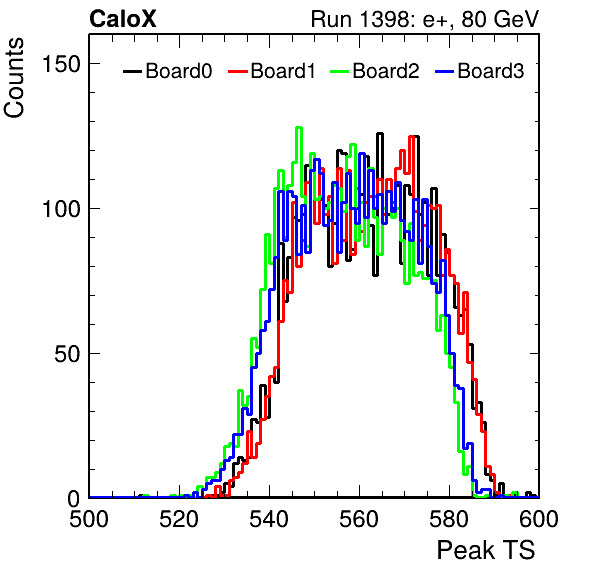 CaloX Run 1398: e+, 80 GeV
Counts
150
Board0 Board1 Board2 Board3
100
50
0
500 520 540 560 580 600
Peak TS